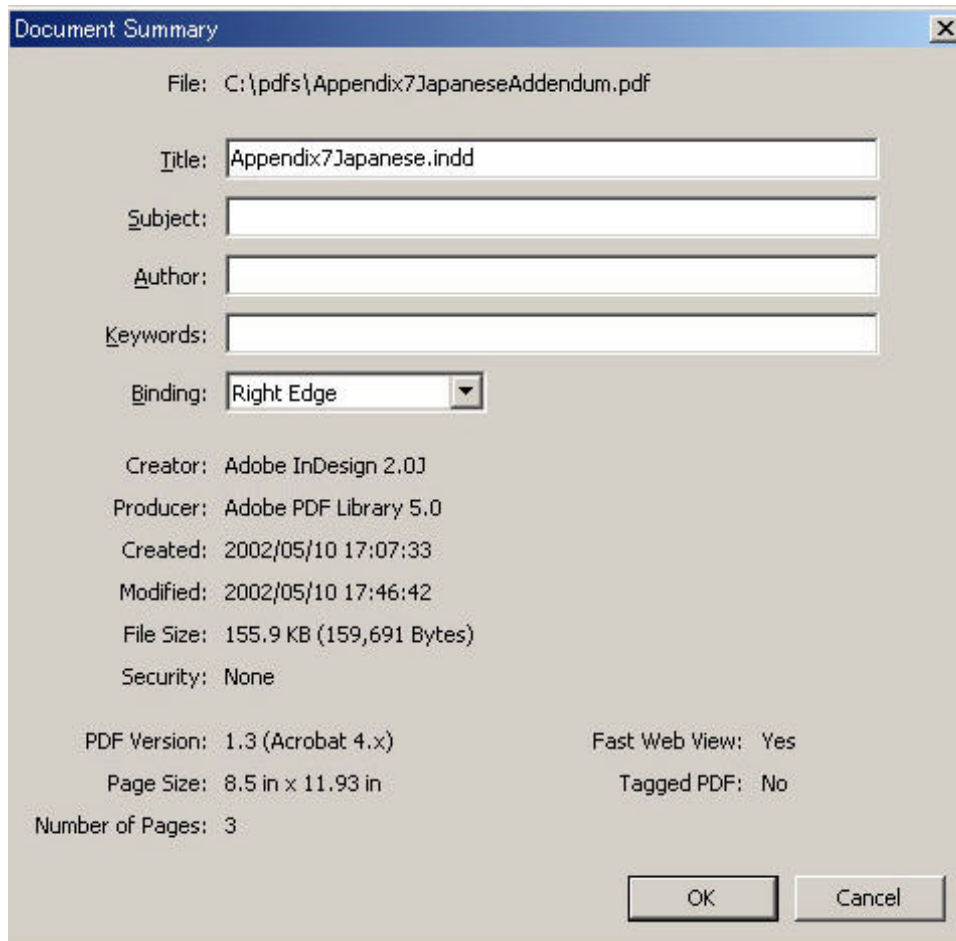 Document Summary
File: C:\pdfs\Appendix7JapaneseAddendum.pdf
Title: Appendix7Japanese.indd
Subject:
Author:
Keywords:
Binding: Right Edge
Creator: Adobe InDesign 2.0J
Producer: Adobe PDF Library 5.0
Created: 2002/05/10 17:07:33
Modified: 2002/05/10 17:46:42
File Size: 155.9 KB (159,691 Bytes)
Security: None
PDF Version: 1.3 (Acrobat 4.x) Fast Web View: Yes
Page Size: 8.5 in x 11.93 in Tagged PDF: No
Number of Pages: 3
OK Cancel